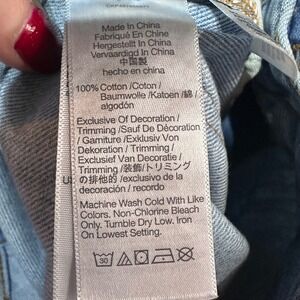 Made In China
Fabriqué En Chine
Hergestellt In China
Vervaardigd In China
中国製
hecho en china
100% Cotton /Coton /
Baumwolle /Katoen /綿 /
algodón
Exclusive Of Decoration /
Trimming /Sauf De Décoration
/ Garniture /Exklusiv Von
Dekoration / Trimming /
Exclusief Van Decoratie /
Trimming /装飾/トリミング
の排他的 /exclusivo de la
decoración / recordo
Machine Wash Cold With Like
Colors. Non-Chlorine Bleach
Only. Tumble Dry Low. Iron
On Lowest Setting.
30